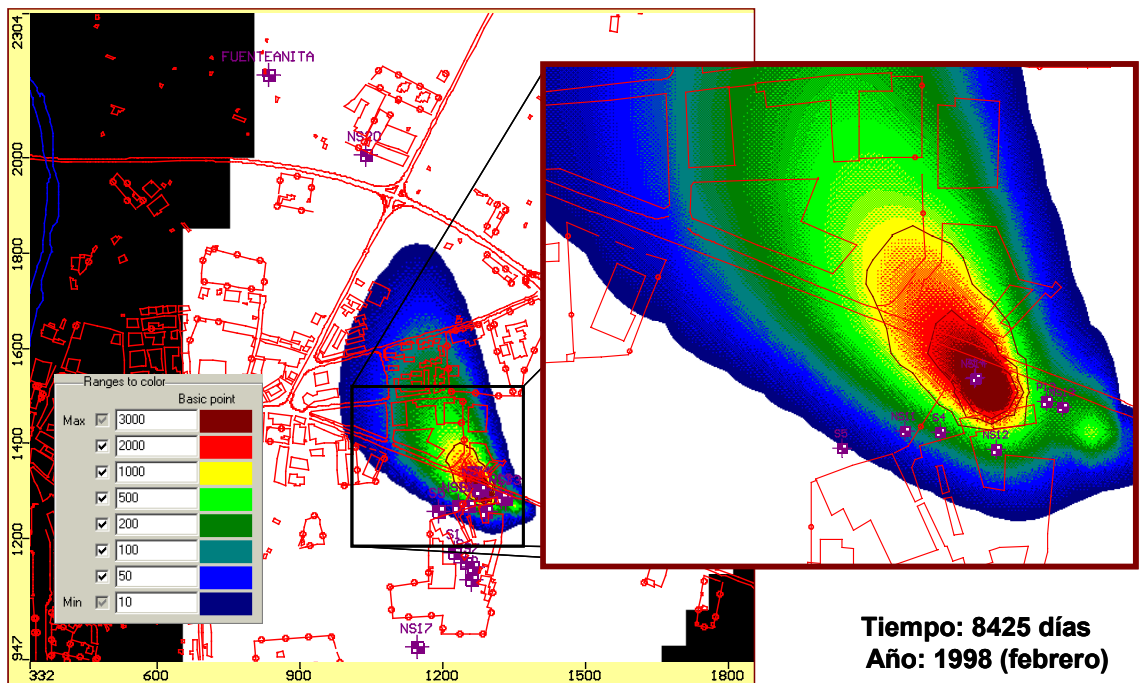 2304
2000
1800
1600
1400
1200
947
332
600
900
1200
1500
1800
FUENTEANITA
NS20
S1
NS17
Ranges to color
Basic point
Max 3000
2000
1000
500
200
100
50
Min 10
S5
NS11
S4
NS12
Tiempo: 8425 días
Año: 1998 (febrero)